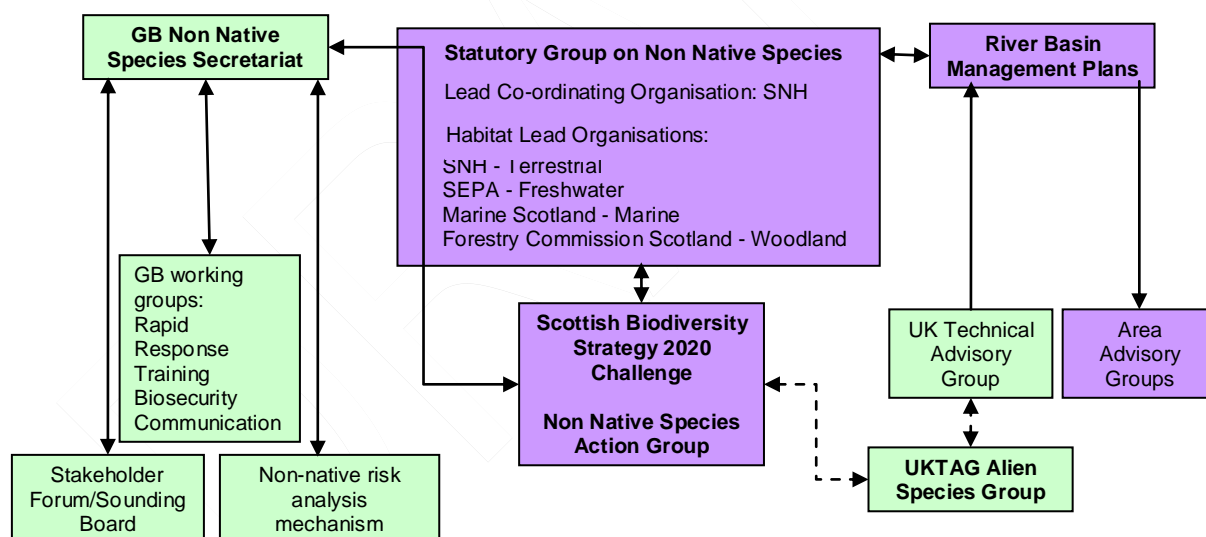 GB Non Native
Species Secretariat
Statutory Group on Non Native Species
Lead Co-ordinating Organisation: SNH
Habitat Lead Organisations:
SNH - Terrestrial
SEPA - Freshwater
Marine Scotland - Marine
Forestry Commission Scotland - Woodland
River Basin
Management Plans
GB working
groups:
Rapid
Response
Training
Biosecurity
Communication
Scottish Biodiversity
Strategy 2020
Challenge
Non Native Species
Action Group
UK Technical
Advisory
Group
Area
Advisory
Groups
Stakeholder
Forum/Sounding
Board
Non-native risk
analysis
mechanism
UKTAG Alien
Species Group